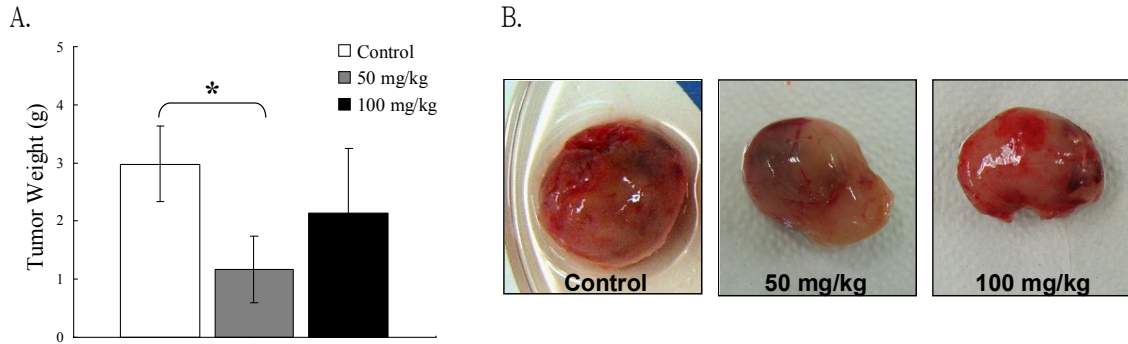 A.
B.
Tumor Weight (g)
5
4
3
2
1
0
*
Control
50 mg/kg
100 mg/kg
Control
50 mg/kg
100 mg/kg